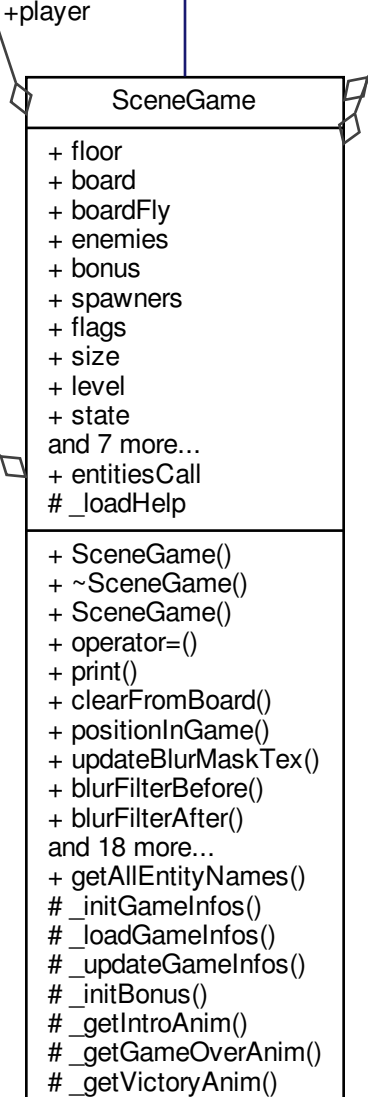 +player
SceneGame
+ floor
+ board
+ boardFly
+ enemies
+ bonus
+ spawners
+ flags
+ size
+ level
+ state
and 7 more...
+ entitiesCall
# _loadHelp
+ SceneGame()
+ ~SceneGame()
+ SceneGame()
+ operator=()
+ print()
+ clearFromBoard()
+ positionInGame()
+ updateBlurMaskTex()
+ blurFilterBefore()
+ blurFilterAfter()
and 18 more...
+ getAllEntityNames()
# _initGameInfos()
# _loadGameInfos()
# _updateGameInfos()
# _initBonus()
# _getIntroAnim()
# _getGameOverAnim()
# _getVictoryAnim()